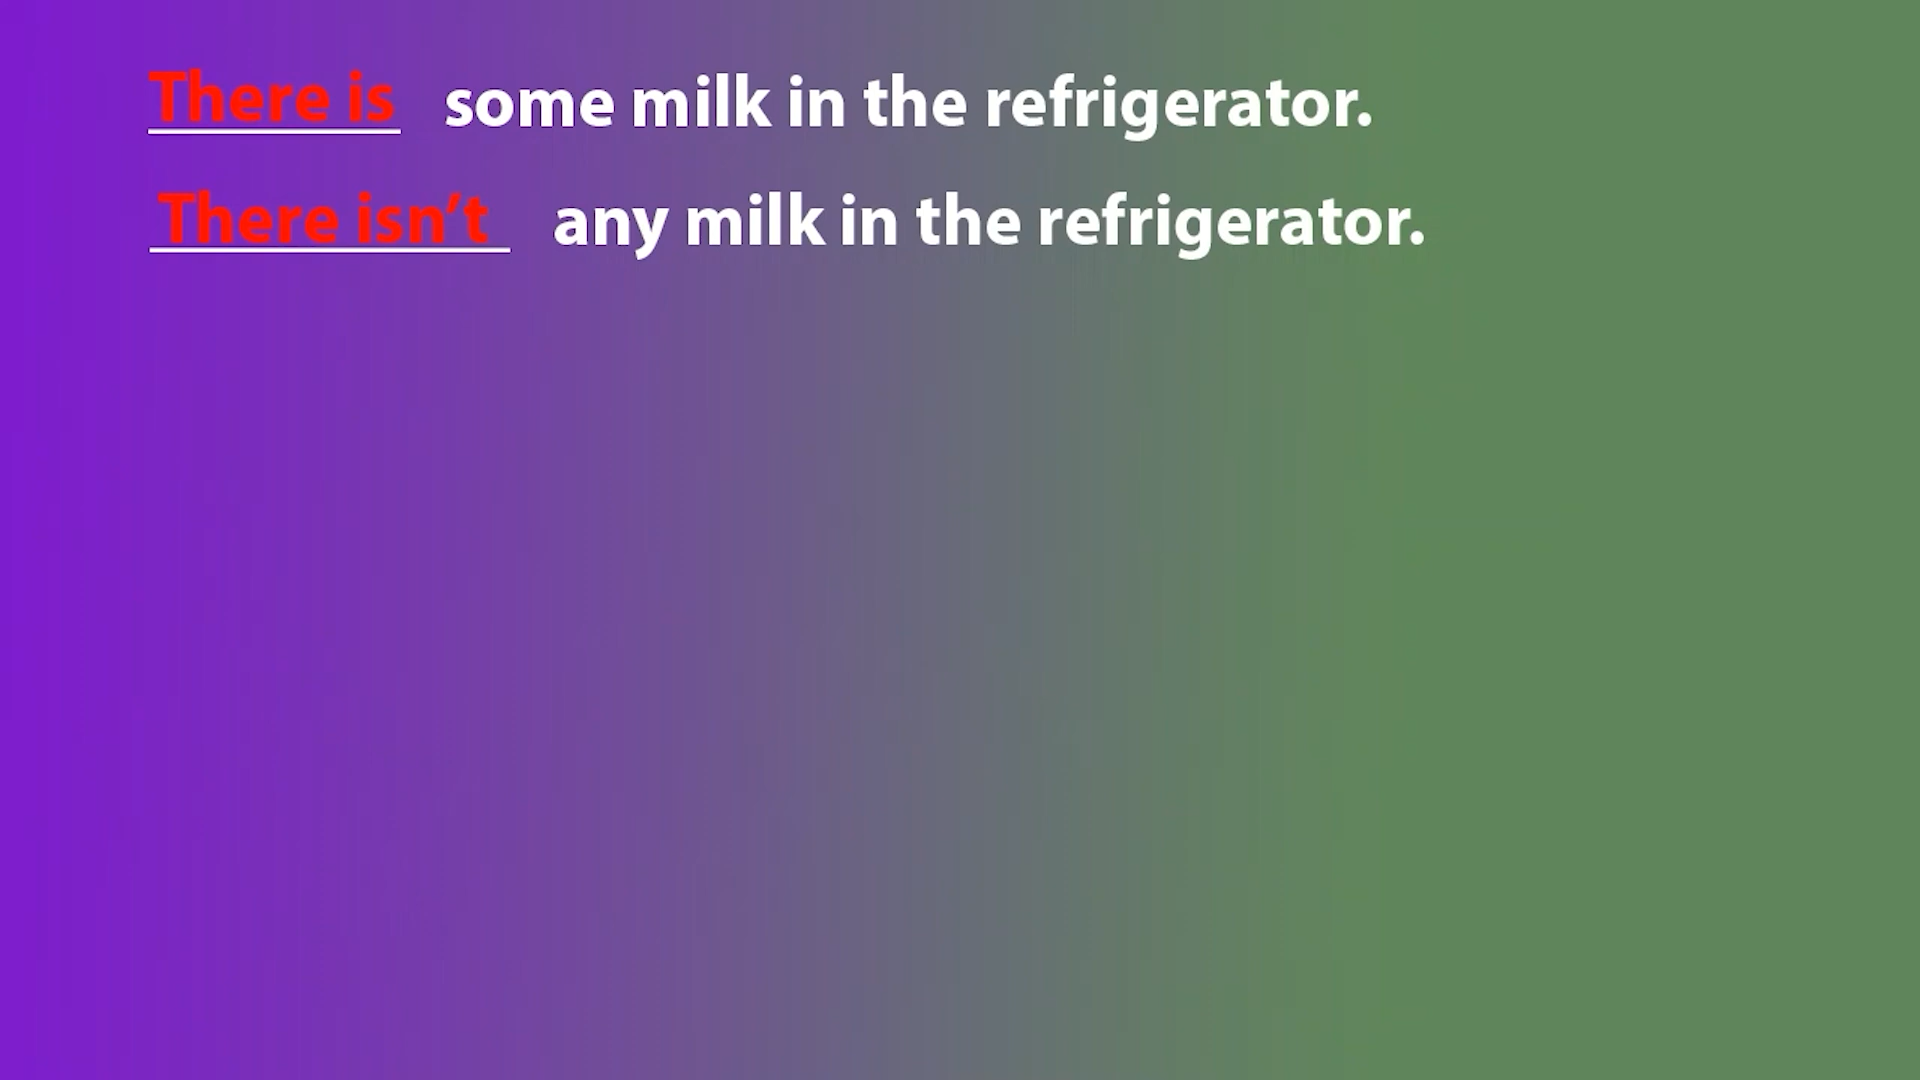 There is some milk in the refrigerator.
There isn’t any milk in the refrigerator.